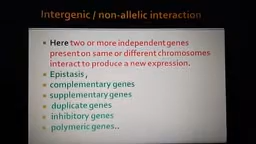 Intergenic / non-allelic interaction
Here two or more independent genes
present on same or different chromosomes
interact to produce a new expression.
Epistasis,
complementary genes
supplementary genes
duplicate genes
inhibitory genes
polymeric genes..